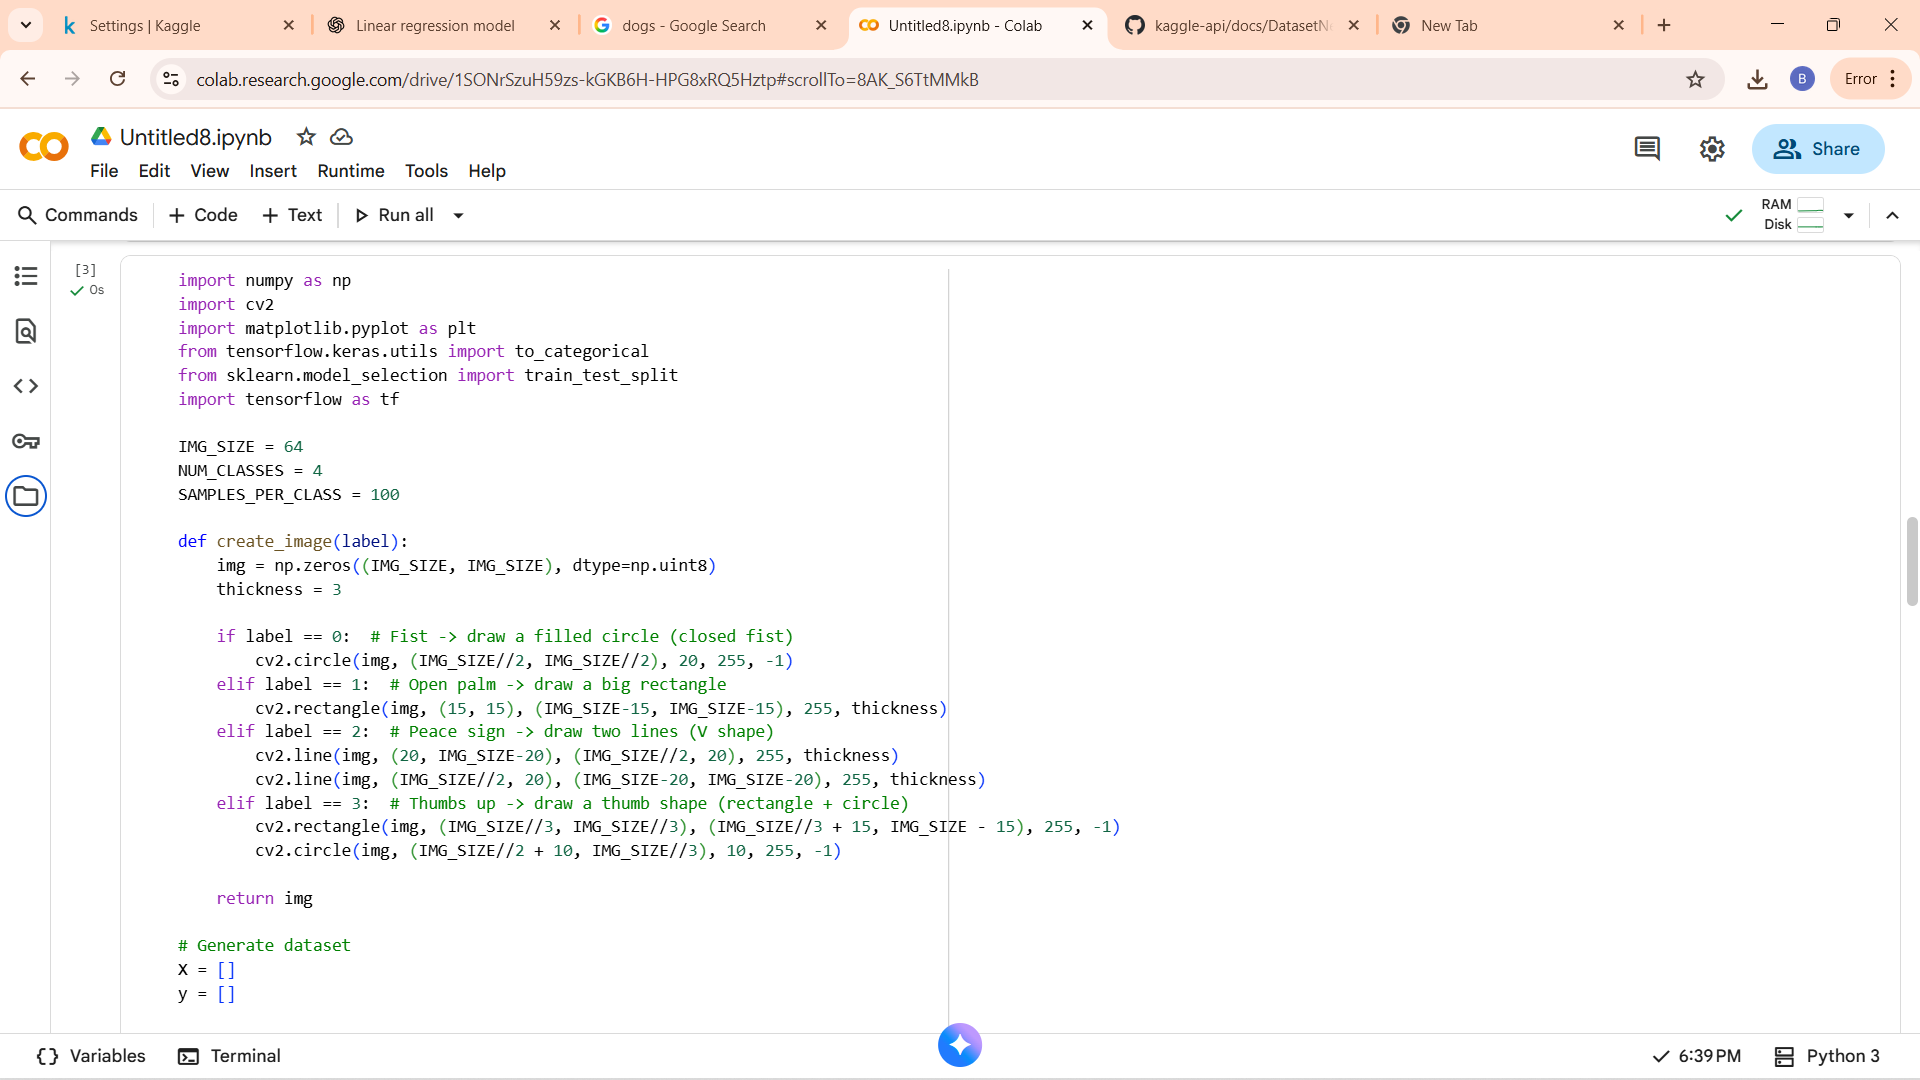 Settings | Kaggle
Linear regression model
dogs - Google Search
Untitled8.ipynb - Colab
kaggle-api/docs/DatasetN
New Tab
colab.research.google.com/drive/1SONrSzuH59zs-kGKB6H-HPG8xRQ5Hztp#scrollTo=8AK_S6TtMMkB
B
Error
Untitled8.ipynb
File Edit View Insert Runtime Tools Help
Share
Commands + Code + Text Run all
RAM
Disk
[3]
0s
import numpy as np
import cv2
import matplotlib.pyplot as plt
from tensorflow.keras.utils import to_categorical
from sklearn.model_selection import train_test_split
import tensorflow as tf
IMG_SIZE = 64
NUM_CLASSES = 4
SAMPLES_PER_CLASS = 100
def create_image(label):
    img = np.zeros((IMG_SIZE, IMG_SIZE), dtype=np.uint8)
    thickness = 3
    if label == 0:  # Fist -> draw a filled circle (closed fist)
        cv2.circle(img, (IMG_SIZE//2, IMG_SIZE//2), 20, 255, -1)
    elif label == 1:  # Open palm -> draw a big rectangle
        cv2.rectangle(img, (15, 15), (IMG_SIZE-15, IMG_SIZE-15), 255, thickness)
    elif label == 2:  # Peace sign -> draw two lines (V shape)
        cv2.line(img, (20, IMG_SIZE-20), (IMG_SIZE//2, 20), 255, thickness)
        cv2.line(img, (IMG_SIZE//2, 20), (IMG_SIZE-20, IMG_SIZE-20), 255, thickness)
    elif label == 3:  # Thumbs up -> draw a thumb shape (rectangle + circle)
        cv2.rectangle(img, (IMG_SIZE//3, IMG_SIZE//3), (IMG_SIZE//3 + 15, IMG_SIZE - 15), 255, -1)
        cv2.circle(img, (IMG_SIZE//2 + 10, IMG_SIZE//3), 10, 255, -1)
    return img
# Generate dataset
X = []
y = []
Variables
Terminal
6:39 PM
Python 3